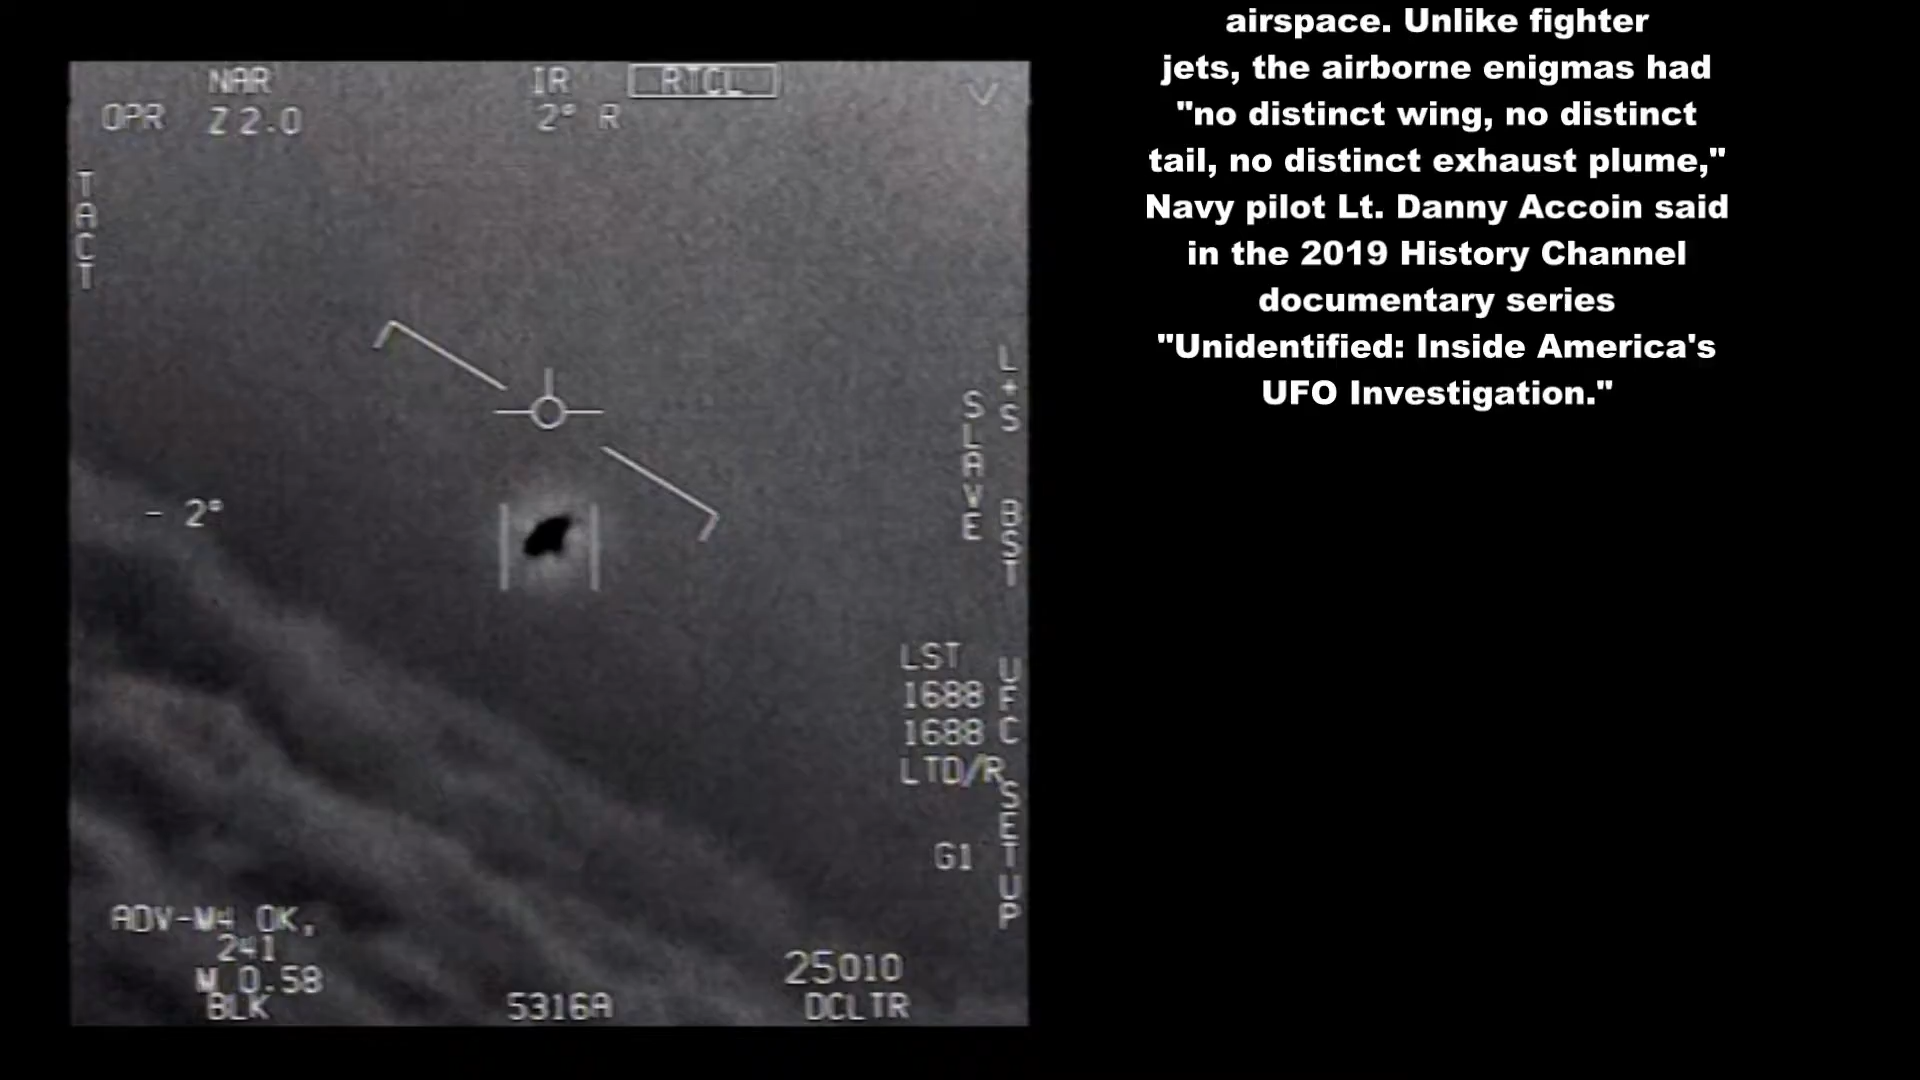 NAR IR RTCL
OPR Z 2.0 2° R
TACT
- 2°
L+S
SLAVE
BST
LST
1688
1688
UFC
LTD/R
SETUP
G1
ADV-M4 OK,
241
M 0.58
BLK
5316A
25010
DCLTR
airspace. Unlike fighter
jets, the airborne enigmas had
"no distinct wing, no distinct
tail, no distinct exhaust plume,"
Navy pilot Lt. Danny Accoin said
in the 2019 History Channel
documentary series
"Unidentified: Inside America's
UFO Investigation."